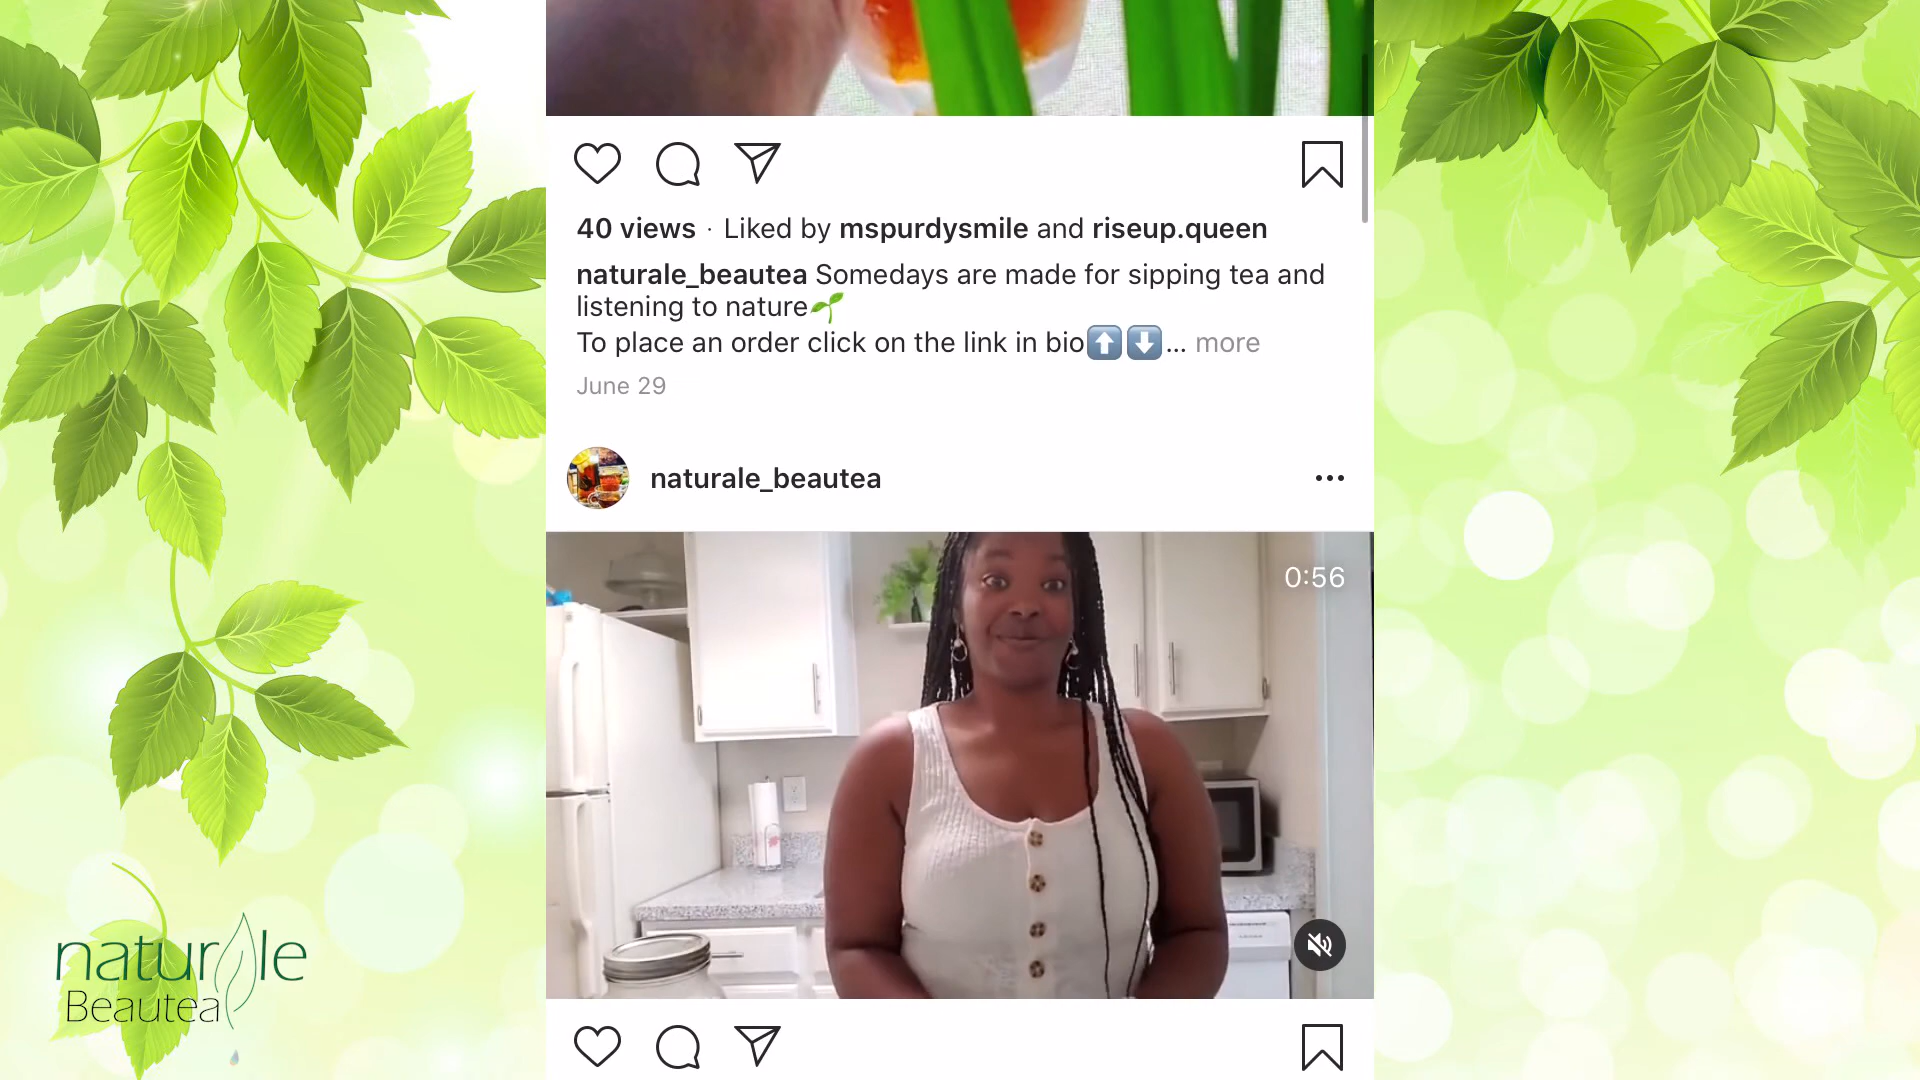 40 views · Liked by mspurdysmile and riseup.queen
naturale_beautea Somedays are made for sipping tea and
listening to nature🌱
To place an order click on the link in bio⬆️⬇️... more
June 29
naturale_beautea
0:56
naturale
Beautea